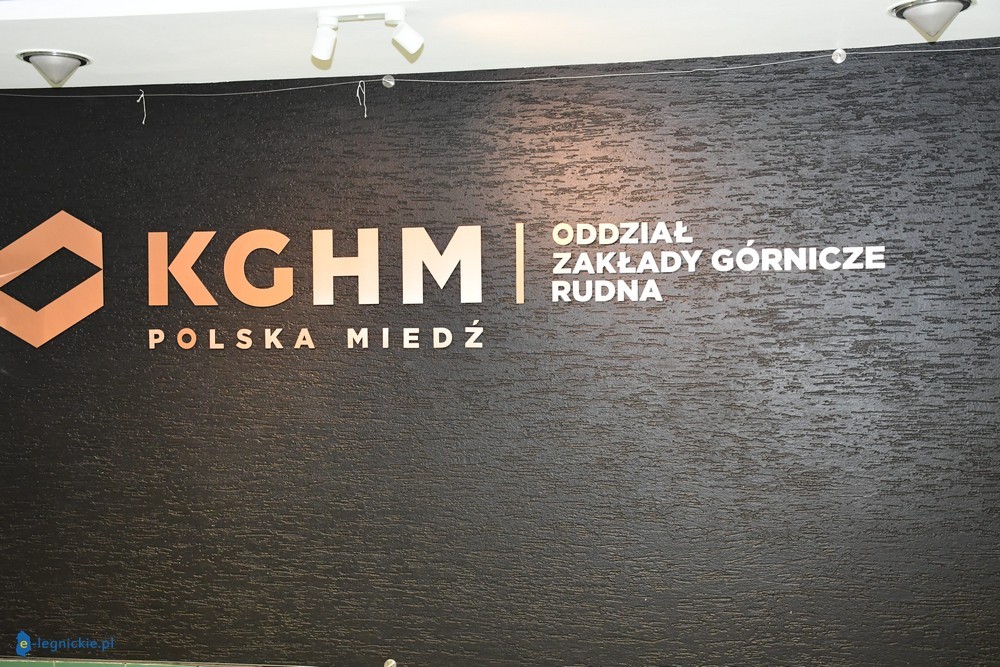 KGHM
POLSKA MIEDŹ
ODDZIAŁ
ZAKŁADY GÓRNICZE
RUDNA
e-legnickie.pl